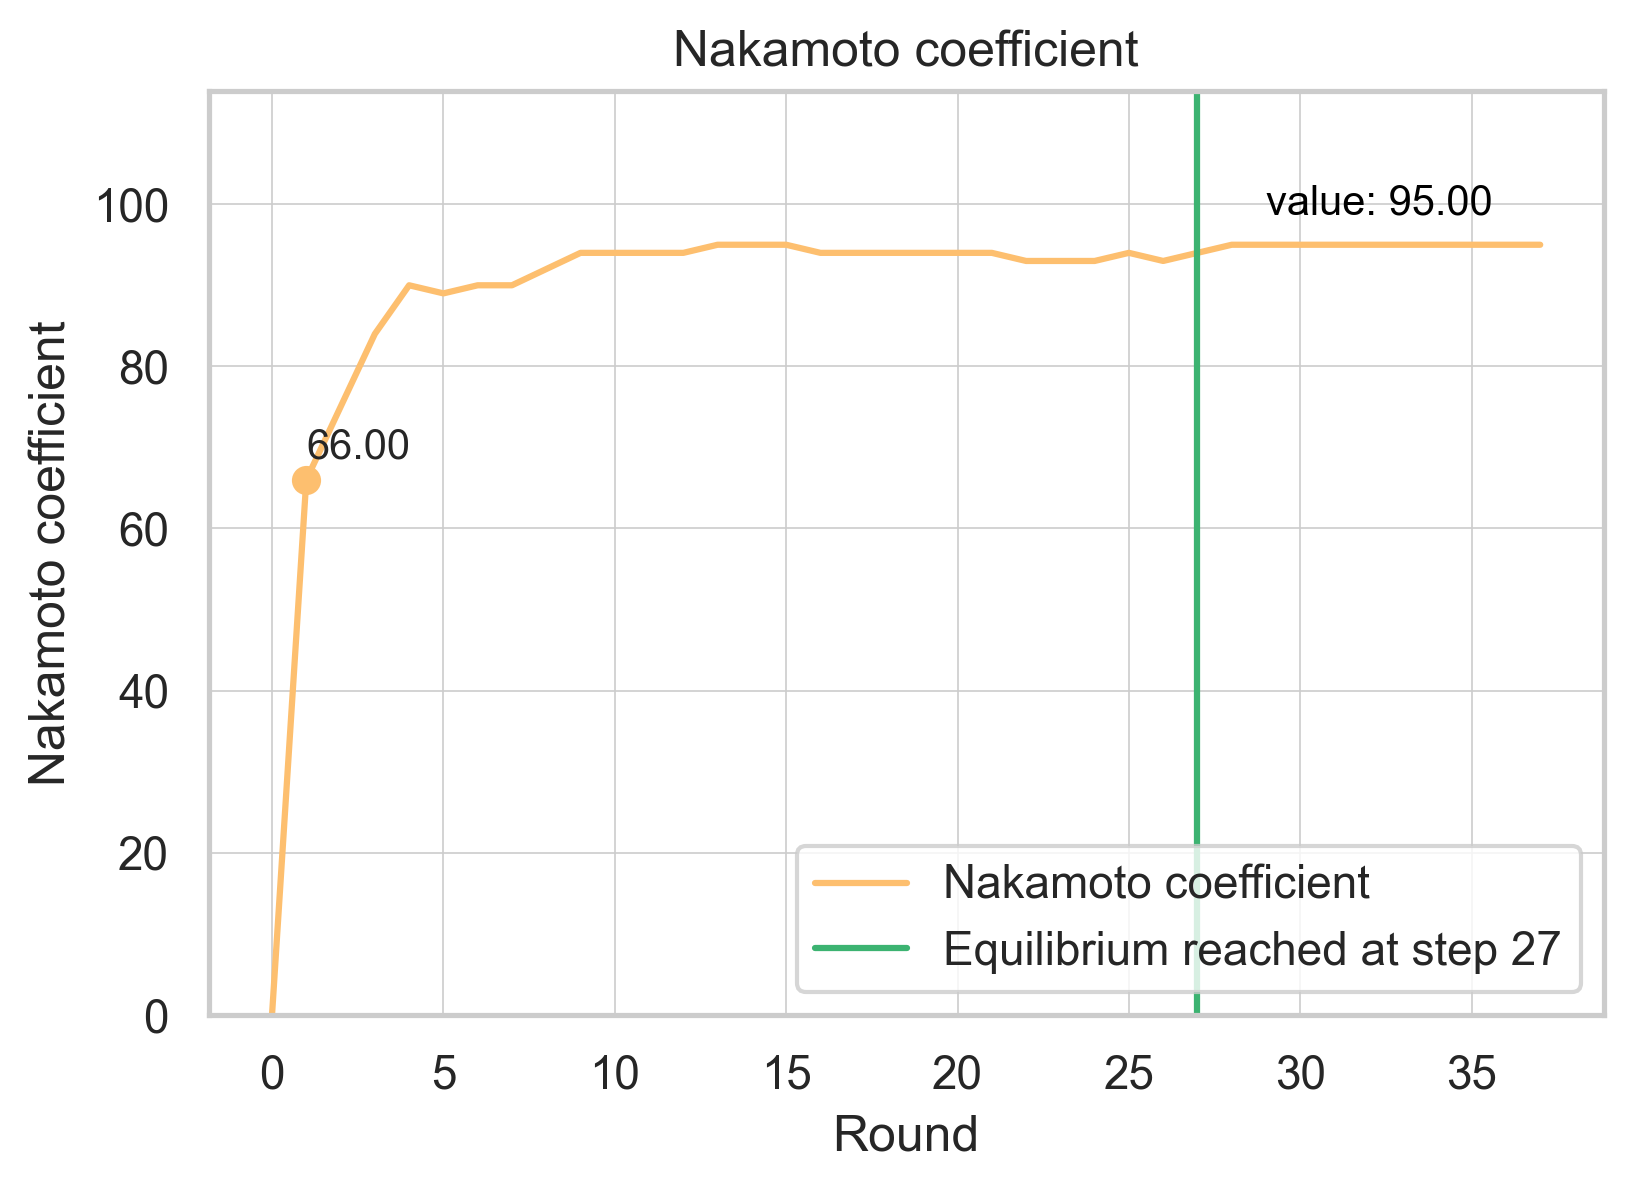 Nakamoto coefficient
Nakamoto coefficient
100
80
60
40
20
0
value: 95.00
66.00
Nakamoto coefficient
Equilibrium reached at step 27
0 5 10 15 20 25 30 35
Round